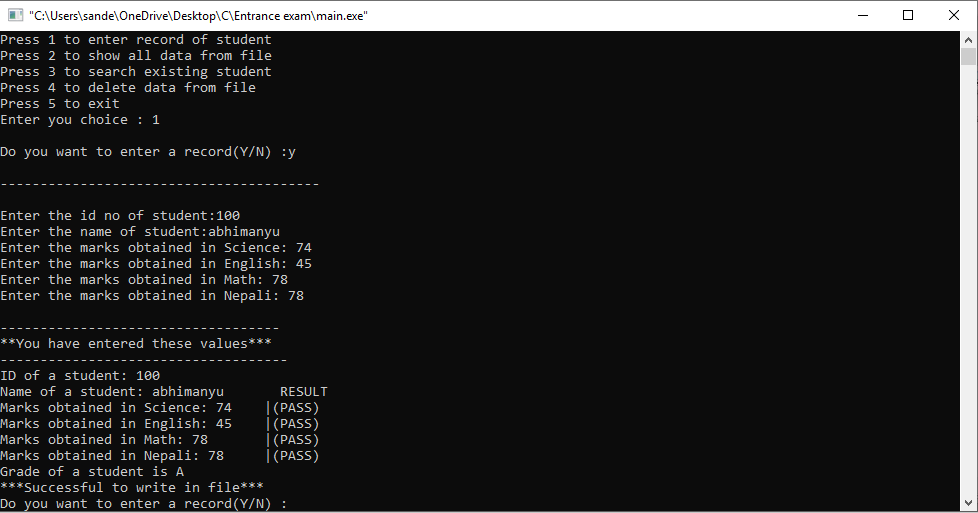 "C:\Users\sande\OneDrive\Desktop\C\Entrance exam\main.exe"
Press 1 to enter record of student
Press 2 to show all data from file
Press 3 to search existing student
Press 4 to delete data from file
Press 5 to exit
Enter you choice : 1
Do you want to enter a record(Y/N) :y
----------------------------------------
Enter the id no of student:100
Enter the name of student:abhimanyu
Enter the marks obtained in Science: 74
Enter the marks obtained in English: 45
Enter the marks obtained in Math: 78
Enter the marks obtained in Nepali: 78
-----------------------------------
**You have entered these values***
------------------------------------
ID of a student: 100
Name of a student: abhimanyu       RESULT
Marks obtained in Science: 74    |(PASS)
Marks obtained in English: 45    |(PASS)
Marks obtained in Math: 78       |(PASS)
Marks obtained in Nepali: 78     |(PASS)
Grade of a student is A
***Successful to write in file***
Do you want to enter a record(Y/N) :